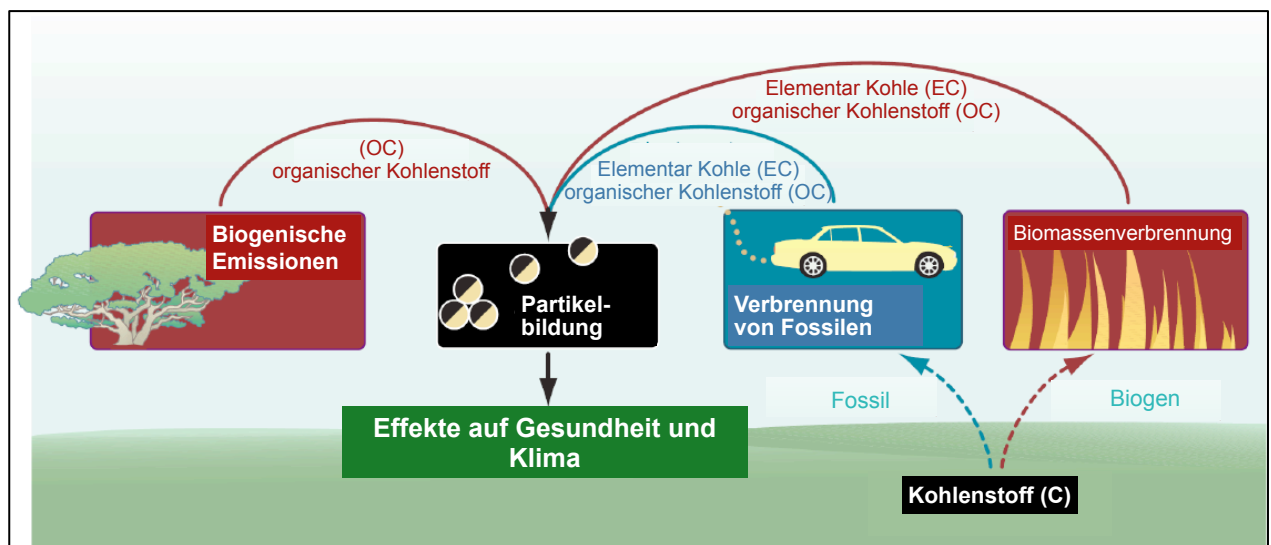 Elementar Kohle (EC)
organischer Kohlenstoff (OC)
(OC)
organischer Kohlenstoff
Elementar Kohle (EC)
organischer Kohlenstoff (OC)
Biogenische
Emissionen
Partikel-
bildung
Verbrennung
von Fossilen
Biomassenverbrennung
Fossil
Biogen
Effekte auf Gesundheit und
Klima
Kohlenstoff (C)